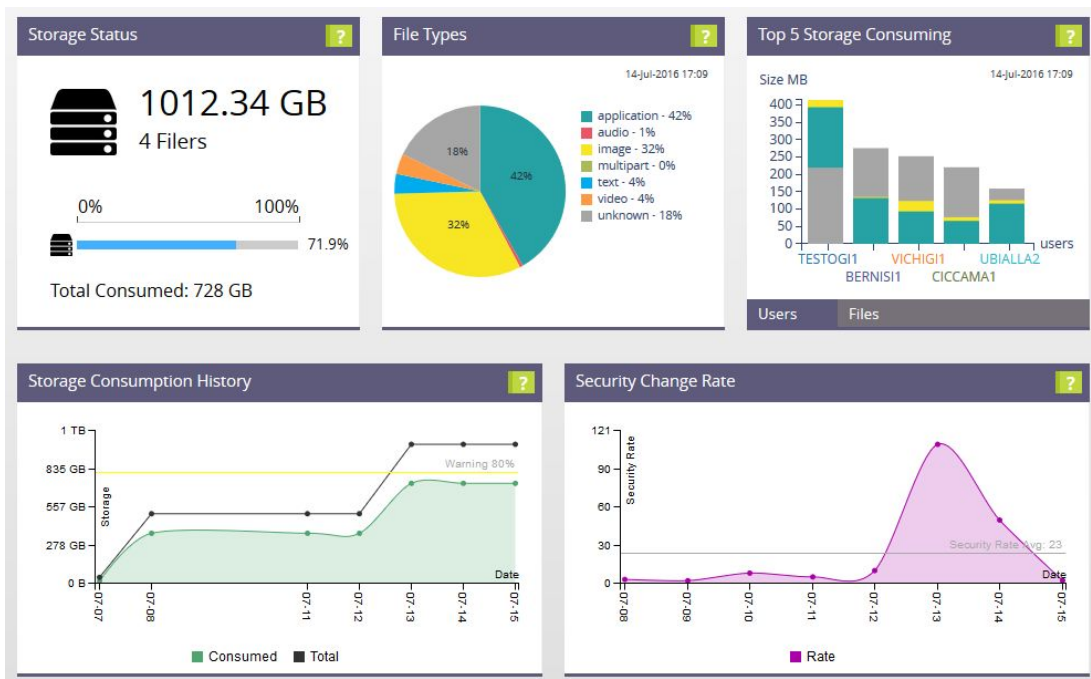 Storage Status
?
1012.34 GB
4 Filers
0%
100%
71.9%
Total Consumed: 728 GB
File Types
?
14-Jul-2016 17:09
18%
42%
32%
application - 42%
audio - 1%
image - 32%
multipart - 0%
text - 4%
video - 4%
unknown - 18%
Top 5 Storage Consuming
?
Size MB
14-Jul-2016 17:09
400
350
300
250
200
150
100
50
0
users
TESTOGI1
VICHIGI1
UBIALLA2
BERNISI1
CICCAMA1
Users
Files
Storage Consumption History
?
1 TB
835 GB
557 GB
278 GB
0 B
Storage
Warning 80%
Date
07-07
07-08
07-11
07-12
07-13
07-14
07-15
Consumed
Total
Security Change Rate
?
121
90
60
30
0
Security Rate
Security Rate Avg: 23
Date
07-08
07-09
07-10
07-11
07-12
07-13
07-14
07-15
Rate